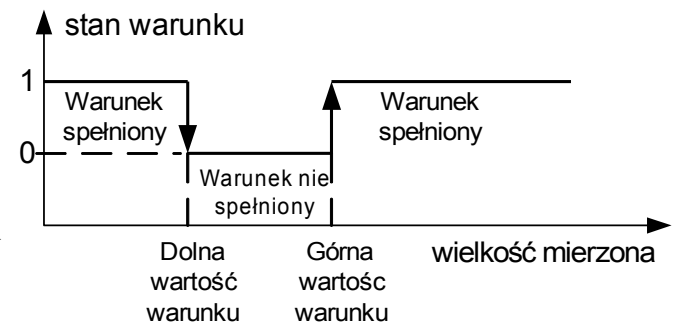 stan warunku
1
Warunek
spełniony
Warunek
spełniony
0
Warunek nie
spełniony
Dolna
wartość
warunku
Górna
wartośc
warunku
wielkość mierzona